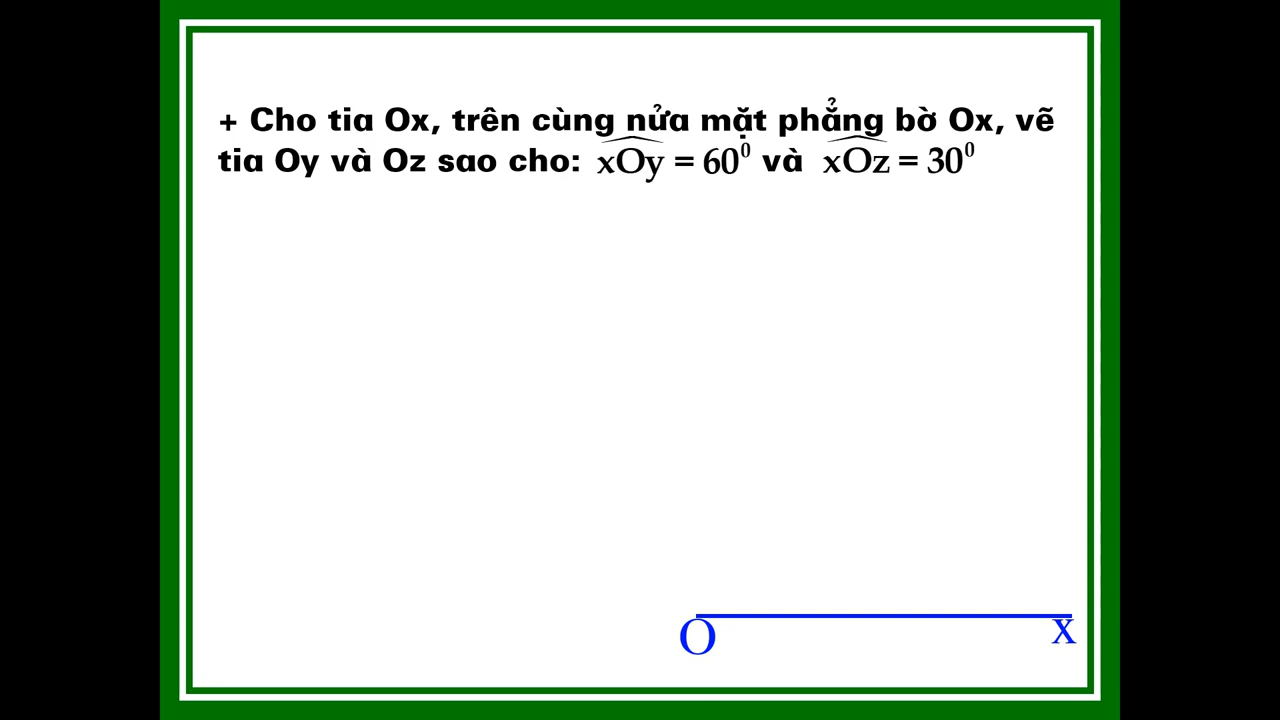 + Cho tia Ox, trên cùng nửa mặt phẳng bờ Ox, vẽ
tia Oy và Oz sao cho: xOy = 60⁰ và xOz = 30⁰
O x